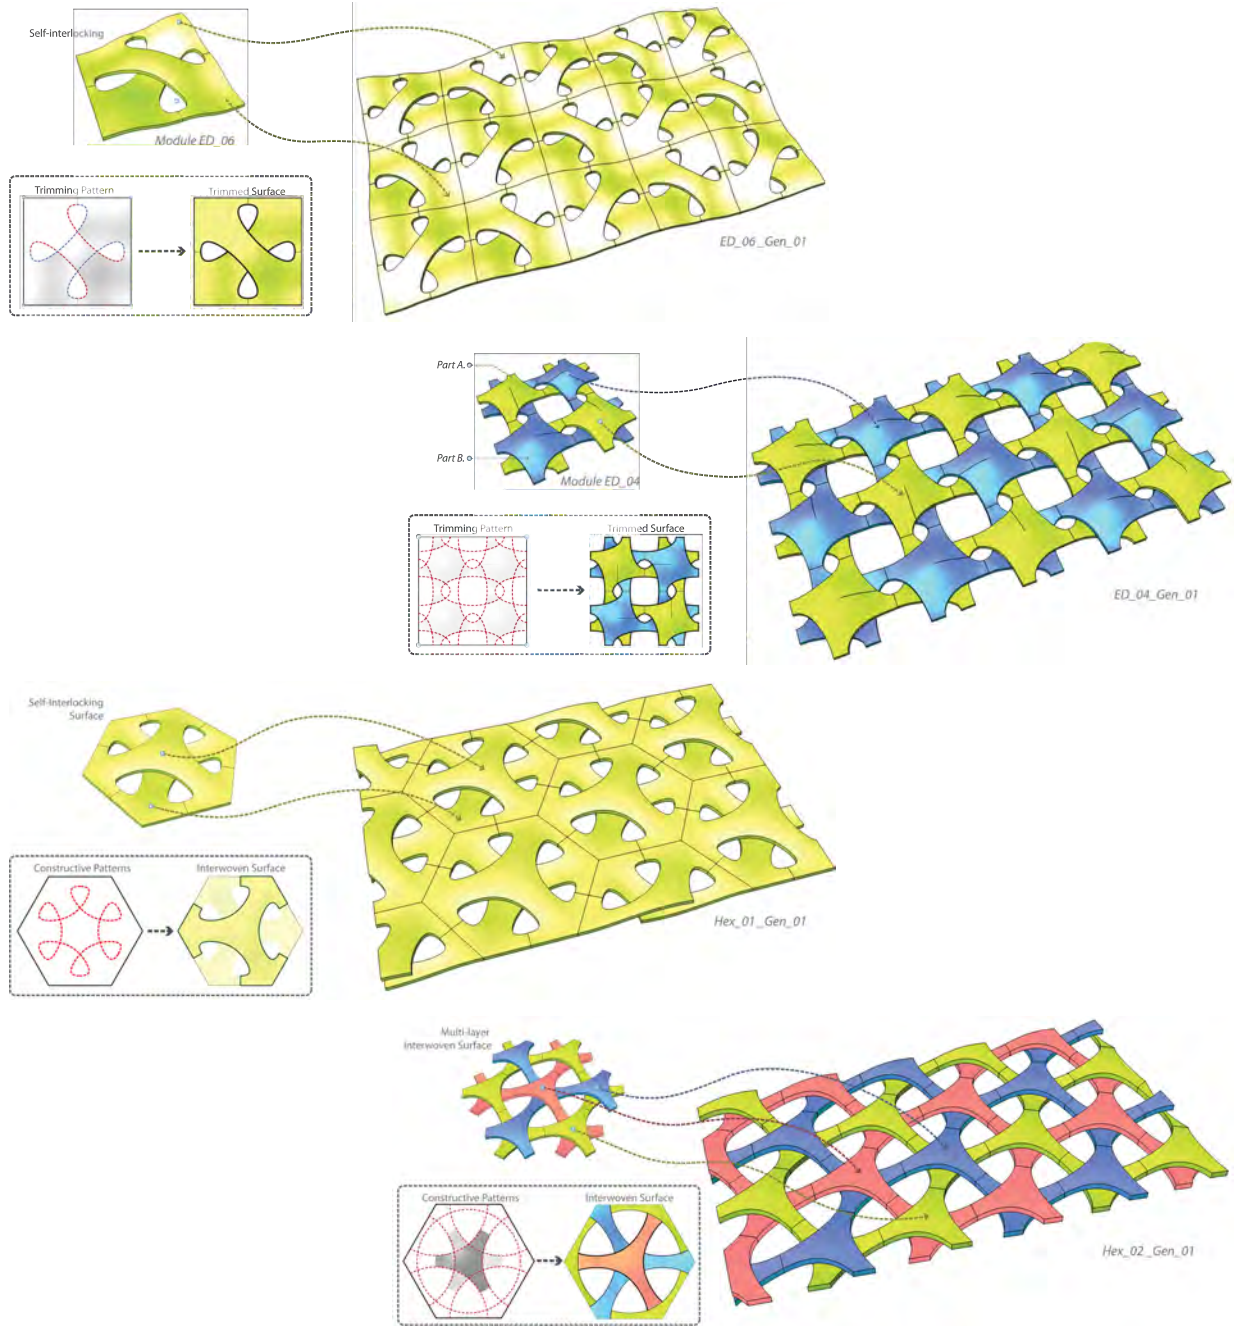 Self-interlocking
Module ED_06
Trimming Pattern
Trimmed Surface
ED_06_Gen_01
Part A.
Part B.
Module ED_04
Trimming Pattern
Trimmed Surface
ED_04_Gen_01
Self-Interlocking
Surface
Constructive Patterns
Interwoven Surface
Hex_01_Gen_01
Multi-layer
Interwoven Surface
Constructive Patterns
Interwoven Surface
Hex_02_Gen_01